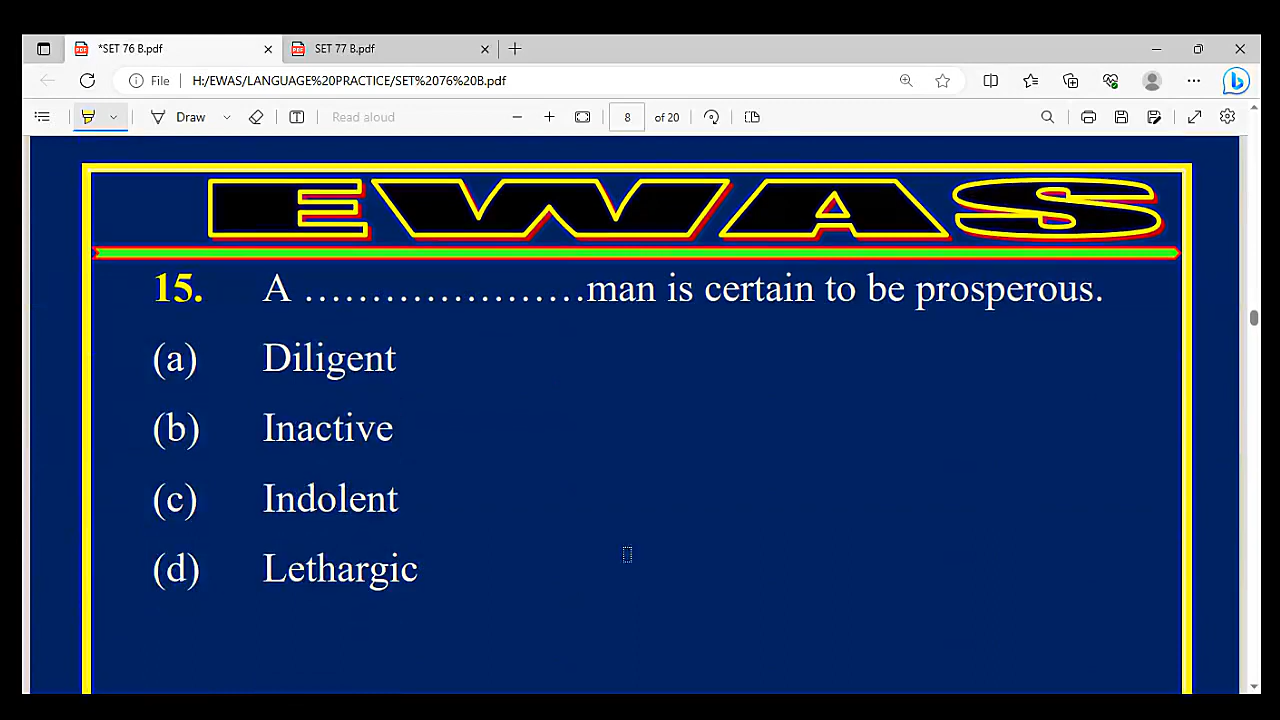 *SET 76 B.pdf
SET 77 B.pdf
File H:/EWAS/LANGUAGE%20PRACTICE/SET%2076%20B.pdf
Draw
Read aloud
8 of 20
EWAS
15. A …………………man is certain to be prosperous.
(a) Diligent
(b) Inactive
(c) Indolent
(d) Lethargic